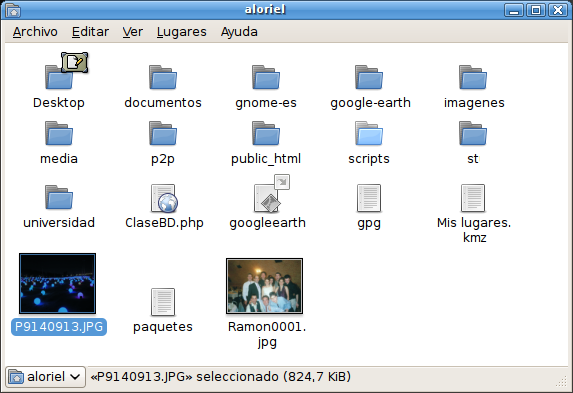 aloriel
Archivo Editar Ver Lugares Ayuda
Desktop documentos gnome-es google-earth imagenes
media p2p public_html scripts st
universidad ClaseBD.php googleearth gpg Mis lugares.
kmz
P9140913.JPG paquetes Ramon0001.
jpg
aloriel «P9140913.JPG» seleccionado (824,7 KiB)